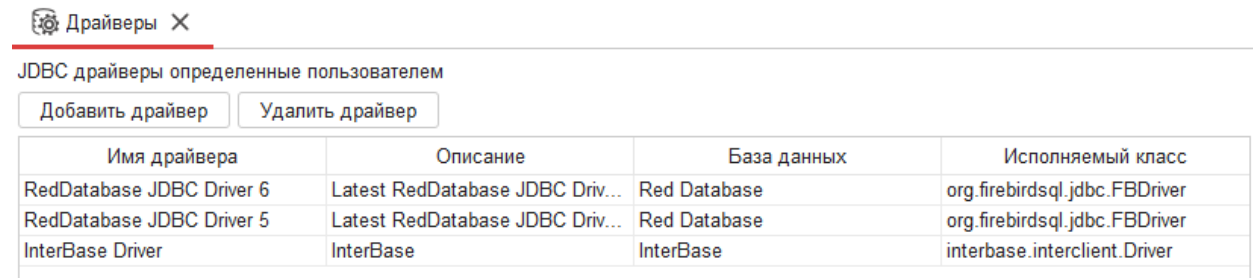 Драйверы
JDBC драйверы определенные пользователем
Добавить драйвер Удалить драйвер
Имя драйвера Описание База данных Исполняемый класс
RedDatabase JDBC Driver 6 Latest RedDatabase JDBC Driv... Red Database org.firebirdsql.jdbc.FBDriver
RedDatabase JDBC Driver 5 Latest RedDatabase JDBC Driv... Red Database org.firebirdsql.jdbc.FBDriver
InterBase Driver InterBase InterBase interbase.interclient.Driver